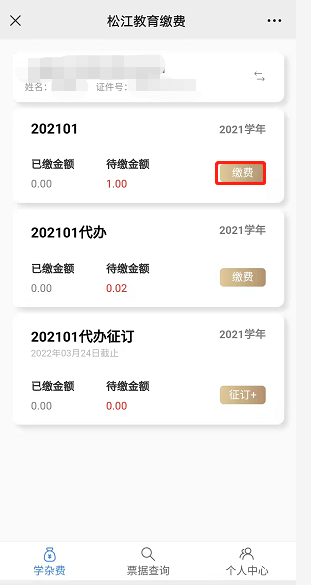 松江教育缴费
姓名： 证件号：
202101 2021学年
已缴金额 待缴金额
0.00 1.00 缴费
202101代办 2021学年
已缴金额 待缴金额
0.00 0.02 缴费
202101代办征订 2021学年
2022年03月24日截止
已缴金额 待缴金额
0.00 0.00 征订+
学杂费 票据查询 个人中心